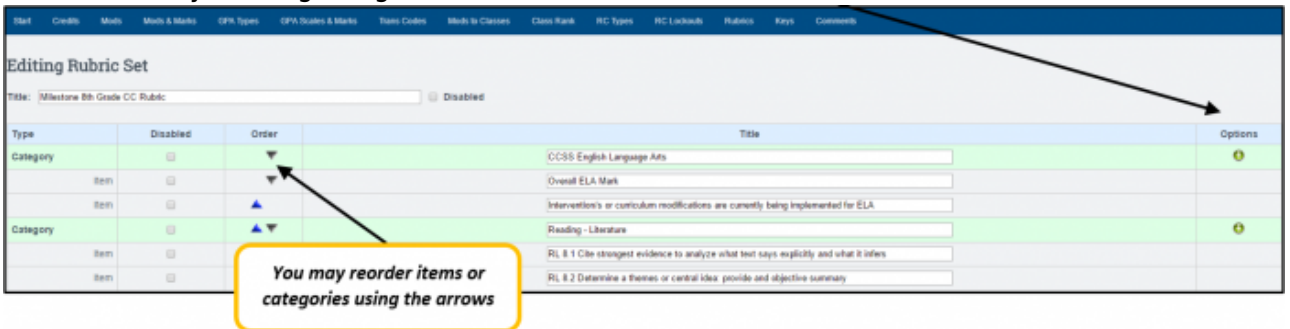 Start Credits Mods Mods & Marks GPA Types GPA Scales & Marks Trans Codes Mods to Classes Class Rank RC Types RC Lockouts Rubrics Keys Comments
Editing Rubric Set
Title: Milestone 8th Grade CC Rubric Disabled
Type Disabled Order Title Options
Category CCSS English Language Arts
Item Overall ELA Mark
Item Intervention's or curriculum modifications are currently being implemented for ELA
Category Reading - Literature
Item RL 8.1 Cite strongest evidence to analyze what text says explicitly and what it infers
Item RL 8.2 Determine a themes or central idea: provide and objective summary
You may reorder items or
categories using the arrows